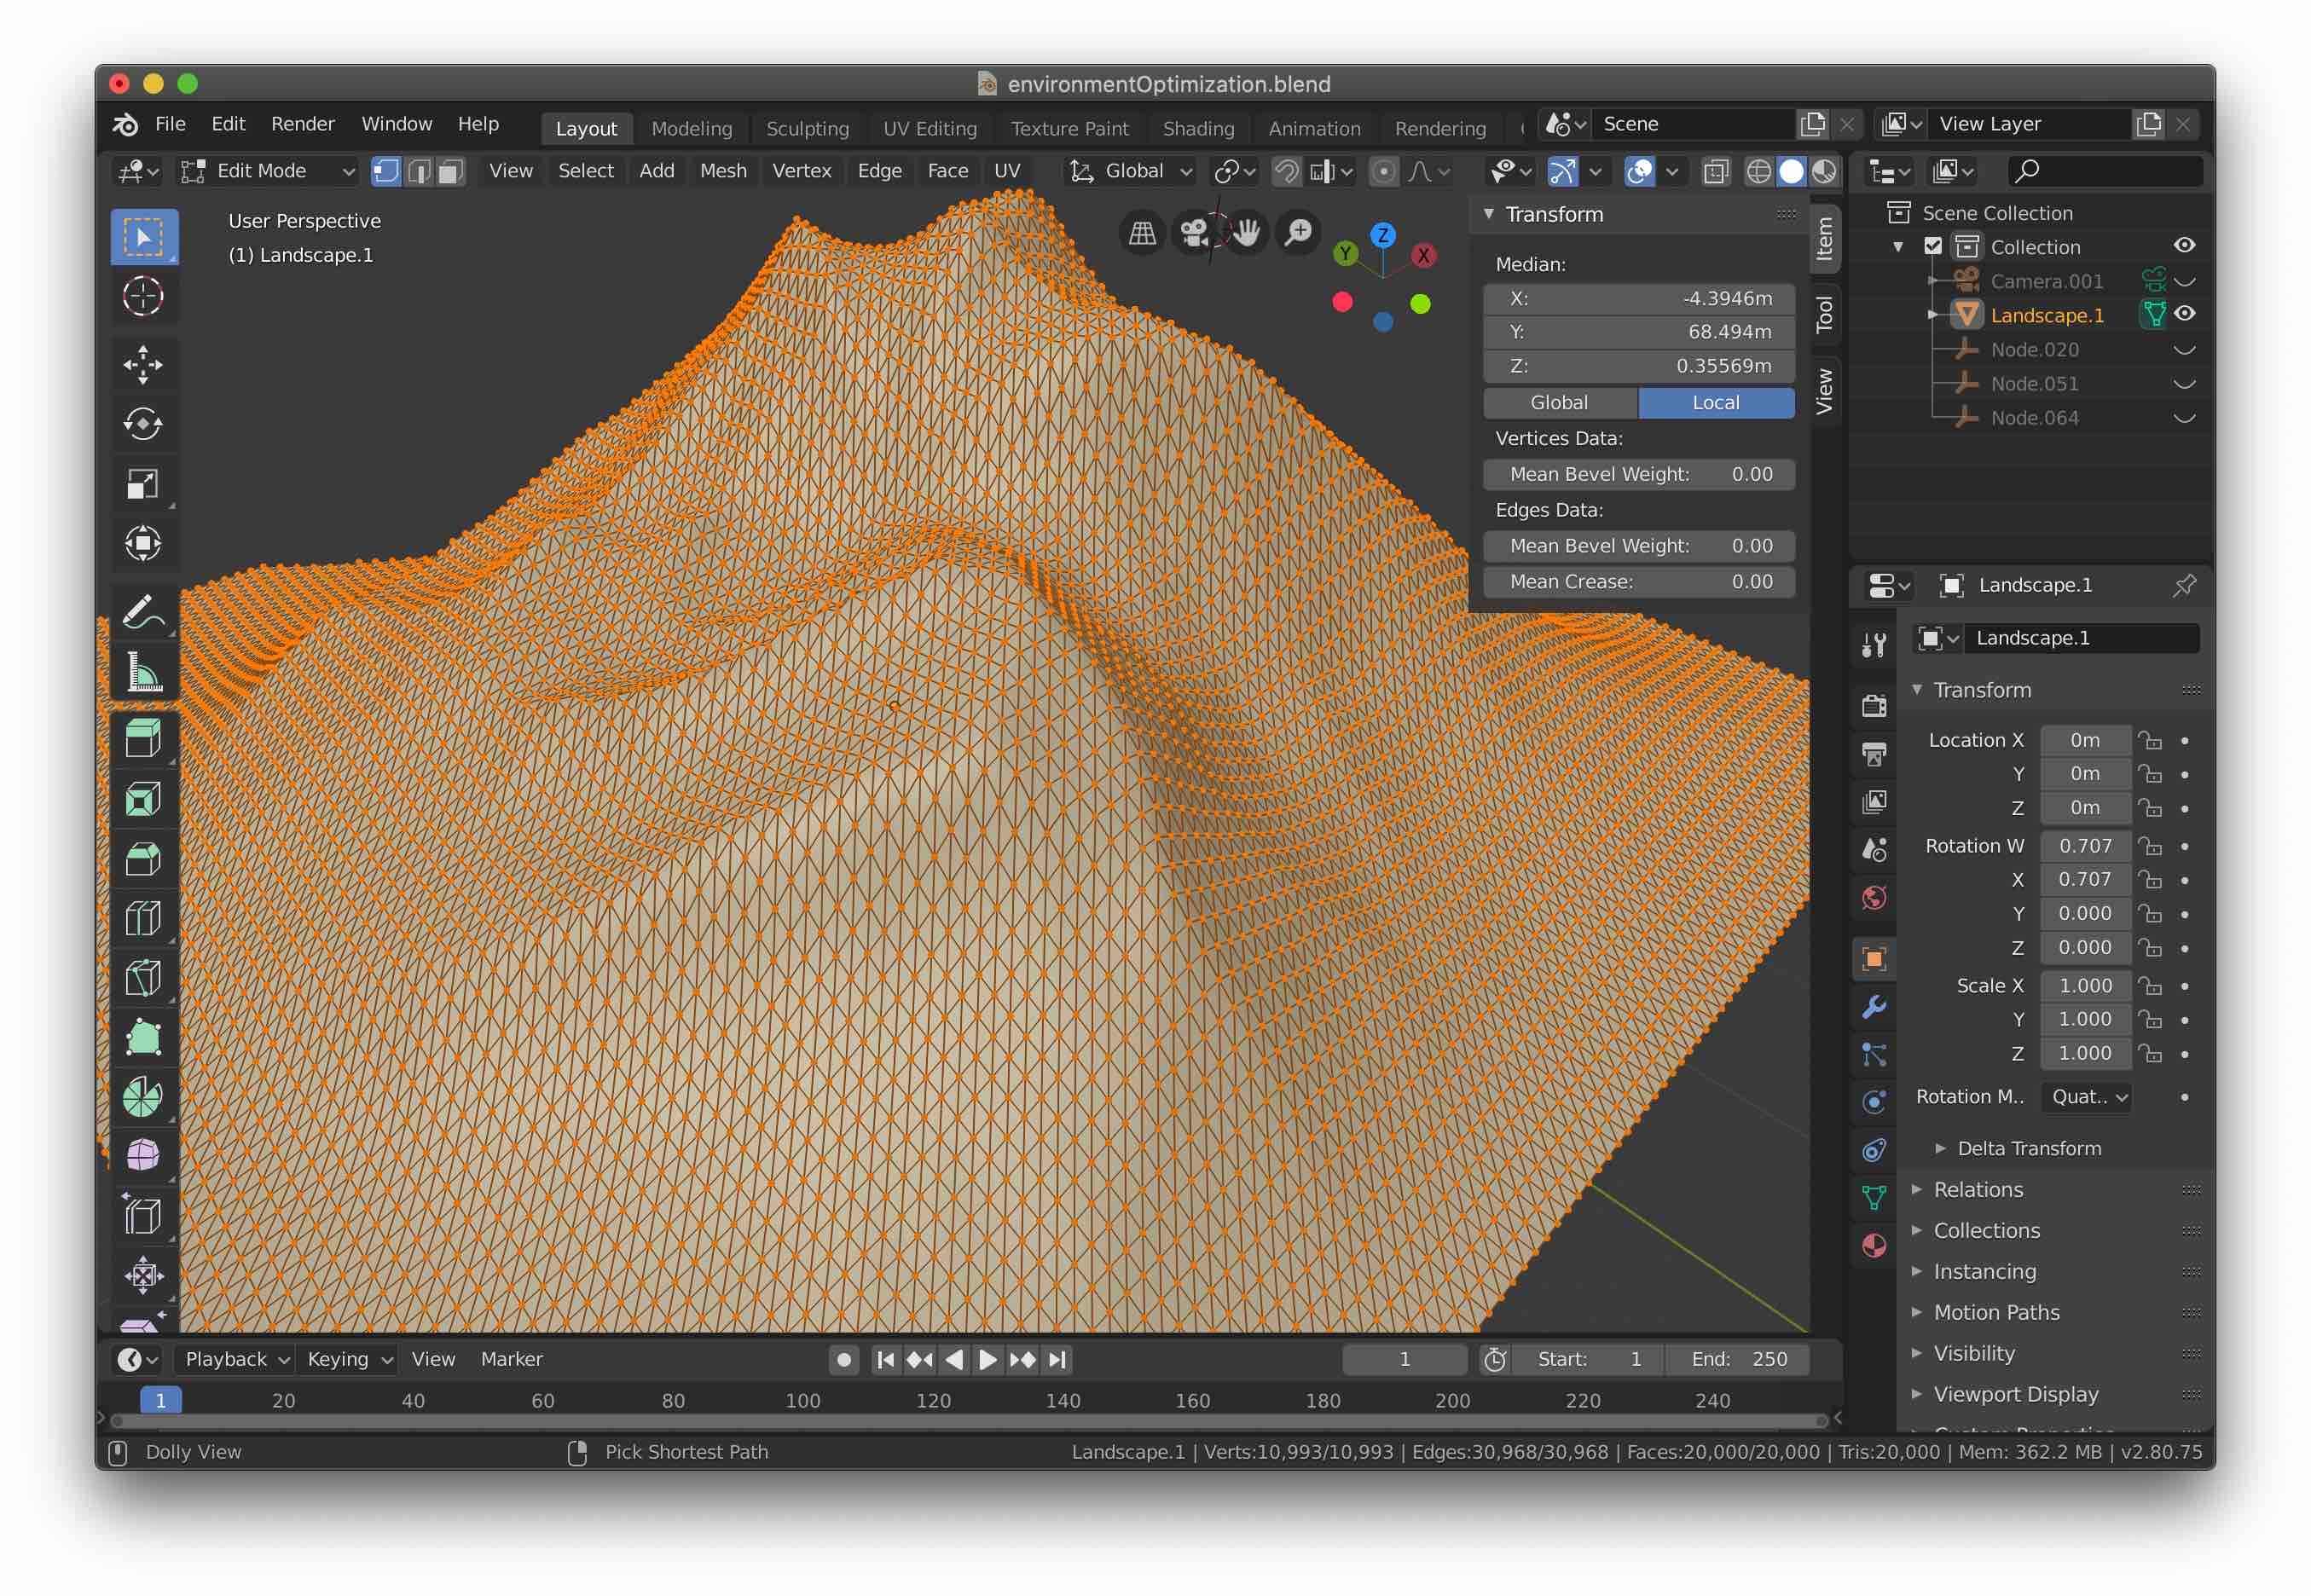 environmentOptimization.blend
File Edit Render Window Help Layout Modeling Sculpting UV Editing Texture Paint Shading Animation Rendering Scene View Layer
Edit Mode View Select Add Mesh Vertex Edge Face UV Global
User Perspective
(1) Landscape.1
Z
Y
X
Transform
Median:
X: -4.3946m
Y: 68.494m
Z: 0.35569m
Global Local
Vertices Data:
Mean Bevel Weight: 0.00
Edges Data:
Mean Bevel Weight: 0.00
Mean Crease: 0.00
Item
Tool
View
Scene Collection
Collection
Camera.001
Landscape.1
Node.020
Node.051
Node.064
Landscape.1
Landscape.1
Transform
Location X 0m
Y 0m
Z 0m
Rotation W 0.707
X 0.707
Y 0.000
Z 0.000
Scale X 1.000
Y 1.000
Z 1.000
Rotation M.. Quat..
Delta Transform
Relations
Collections
Instancing
Motion Paths
Visibility
Viewport Display
Playback Keying View Marker 1 Start: 1 End: 250
1 20 40 60 80 100 120 140 160 180 200 220 240
Dolly View Pick Shortest Path Landscape.1 | Verts:10,993/10,993 | Edges:30,968/30,968 | Faces:20,000/20,000 | Tris:20,000 | Mem: 362.2 MB | v2.80.75